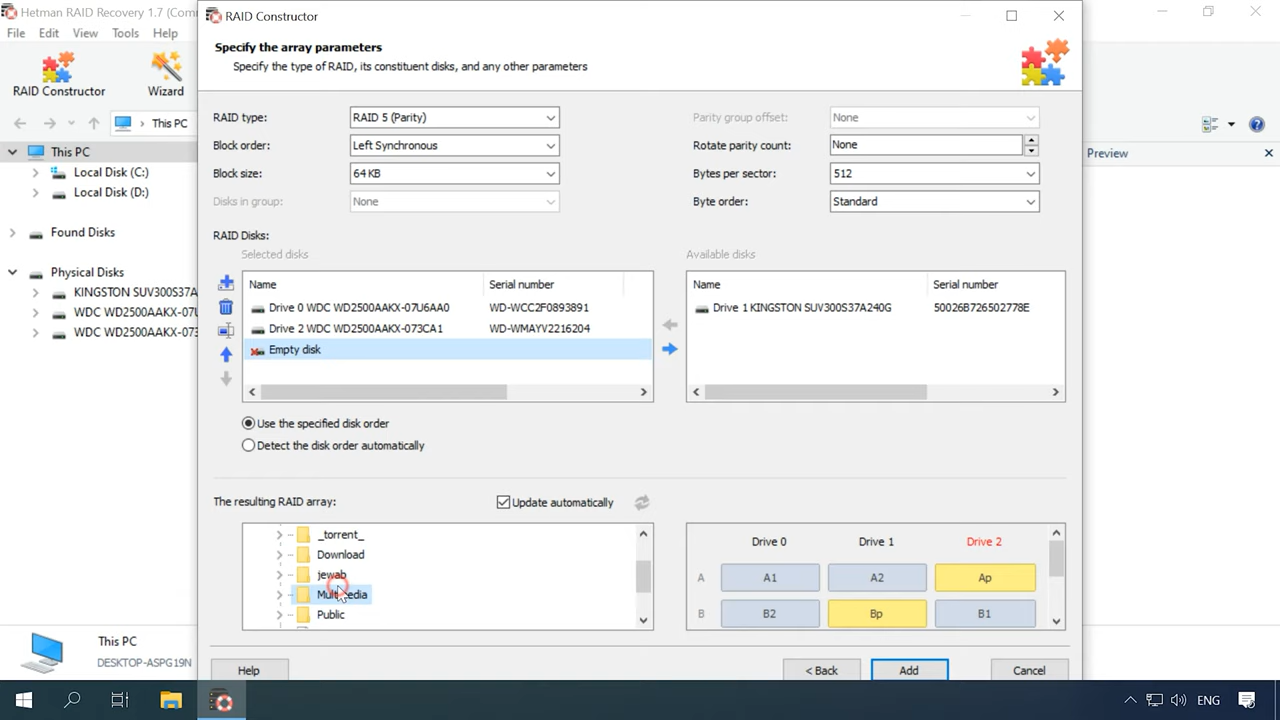 Hetman RAID Recovery 1.7 (Com
File Edit View Tools Help
RAID Constructor
Wizard
This PC
This PC
Local Disk (C:)
Local Disk (D:)
Found Disks
Physical Disks
KINGSTON SUV300S37A
WDC WD2500AAKX-07U
WDC WD2500AAKX-073
This PC
DESKTOP-ASPG19N
RAID Constructor
Specify the array parameters
Specify the type of RAID, its constituent disks, and any other parameters
RAID type: RAID 5 (Parity)
Block order: Left Synchronous
Block size: 64 KB
Disks in group: None
Parity group offset: None
Rotate parity count: None
Bytes per sector: 512
Byte order: Standard
RAID Disks:
Selected disks
Name Serial number
Drive 0 WDC WD2500AAKX-07U6AA0 WD-WCC2F0893891
Drive 2 WDC WD2500AAKX-073CA1 WD-WMAYV2216204
Empty disk
Available disks
Name Serial number
Drive 1 KINGSTON SUV300S37A240G 50026B726502778E
Use the specified disk order
Detect the disk order automatically
The resulting RAID array:
Update automatically
_torrent_
Download
jewab
Multimedia
Public
Drive 0 Drive 1 Drive 2
A A1 A2 Ap
B B2 Bp B1
Help
< Back
Add
Cancel
Preview
ENG